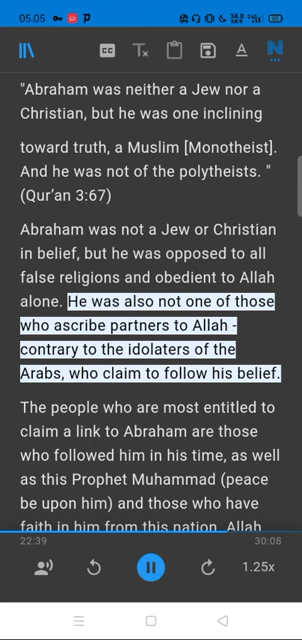 05.05
34.0
"Abraham was neither a Jew nor a
Christian, but he was one inclining
toward truth, a Muslim [Monotheist].
And he was not of the polytheists. "
(Qur'an 3:67)
Abraham was not a Jew or Christian
in belief, but he was opposed to all
false religions and obedient to Allah
alone. He was also not one of those
who ascribe partners to Allah -
contrary to the idolaters of the
Arabs, who claim to follow his belief.
The people who are most entitled to
claim a link to Abraham are those
who followed him in his time, as well
as this Prophet Muhammad (peace
be upon him) and those who have
faith in him from this nation. Allah
22:39
30:08
1.25x